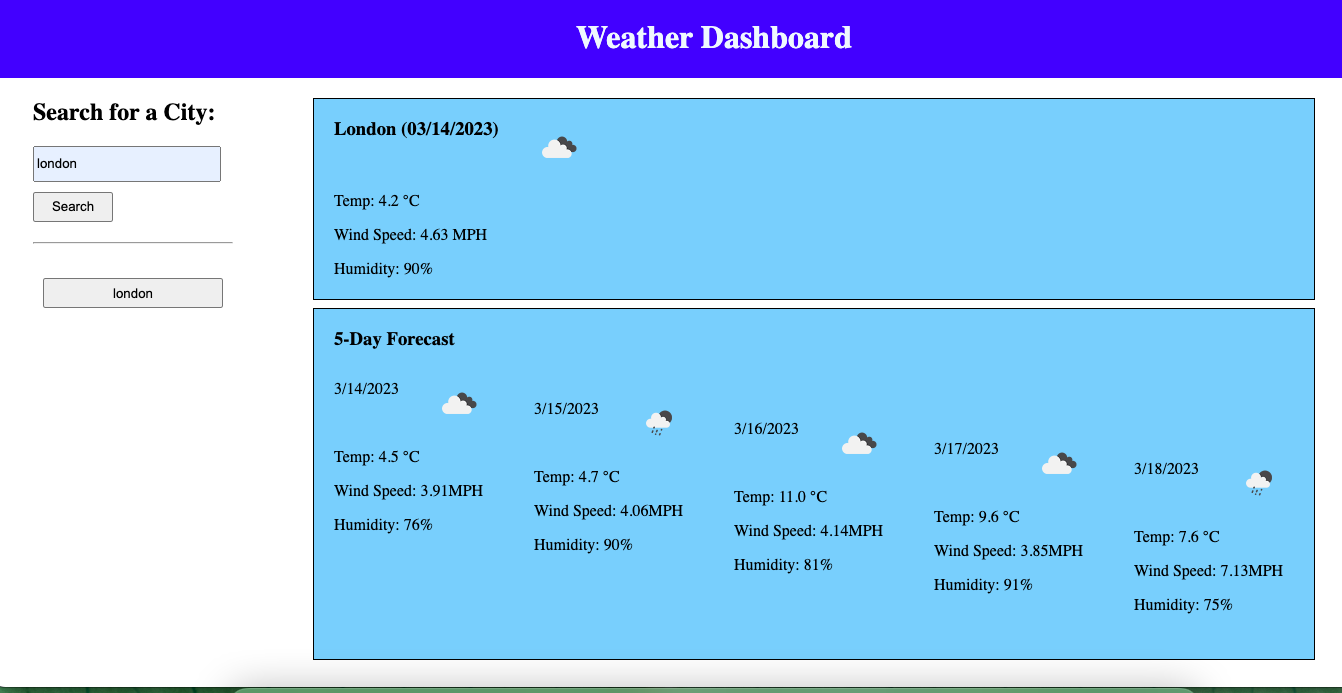 Weather Dashboard
Search for a City:
london
Search
london
London (03/14/2023)
Temp: 4.2 °C
Wind Speed: 4.63 MPH
Humidity: 90%
5-Day Forecast
3/14/2023
Temp: 4.5 °C
Wind Speed: 3.91MPH
Humidity: 76%
3/15/2023
Temp: 4.7 °C
Wind Speed: 4.06MPH
Humidity: 90%
3/16/2023
Temp: 11.0 °C
Wind Speed: 4.14MPH
Humidity: 81%
3/17/2023
Temp: 9.6 °C
Wind Speed: 3.85MPH
Humidity: 91%
3/18/2023
Temp: 7.6 °C
Wind Speed: 7.13MPH
Humidity: 75%